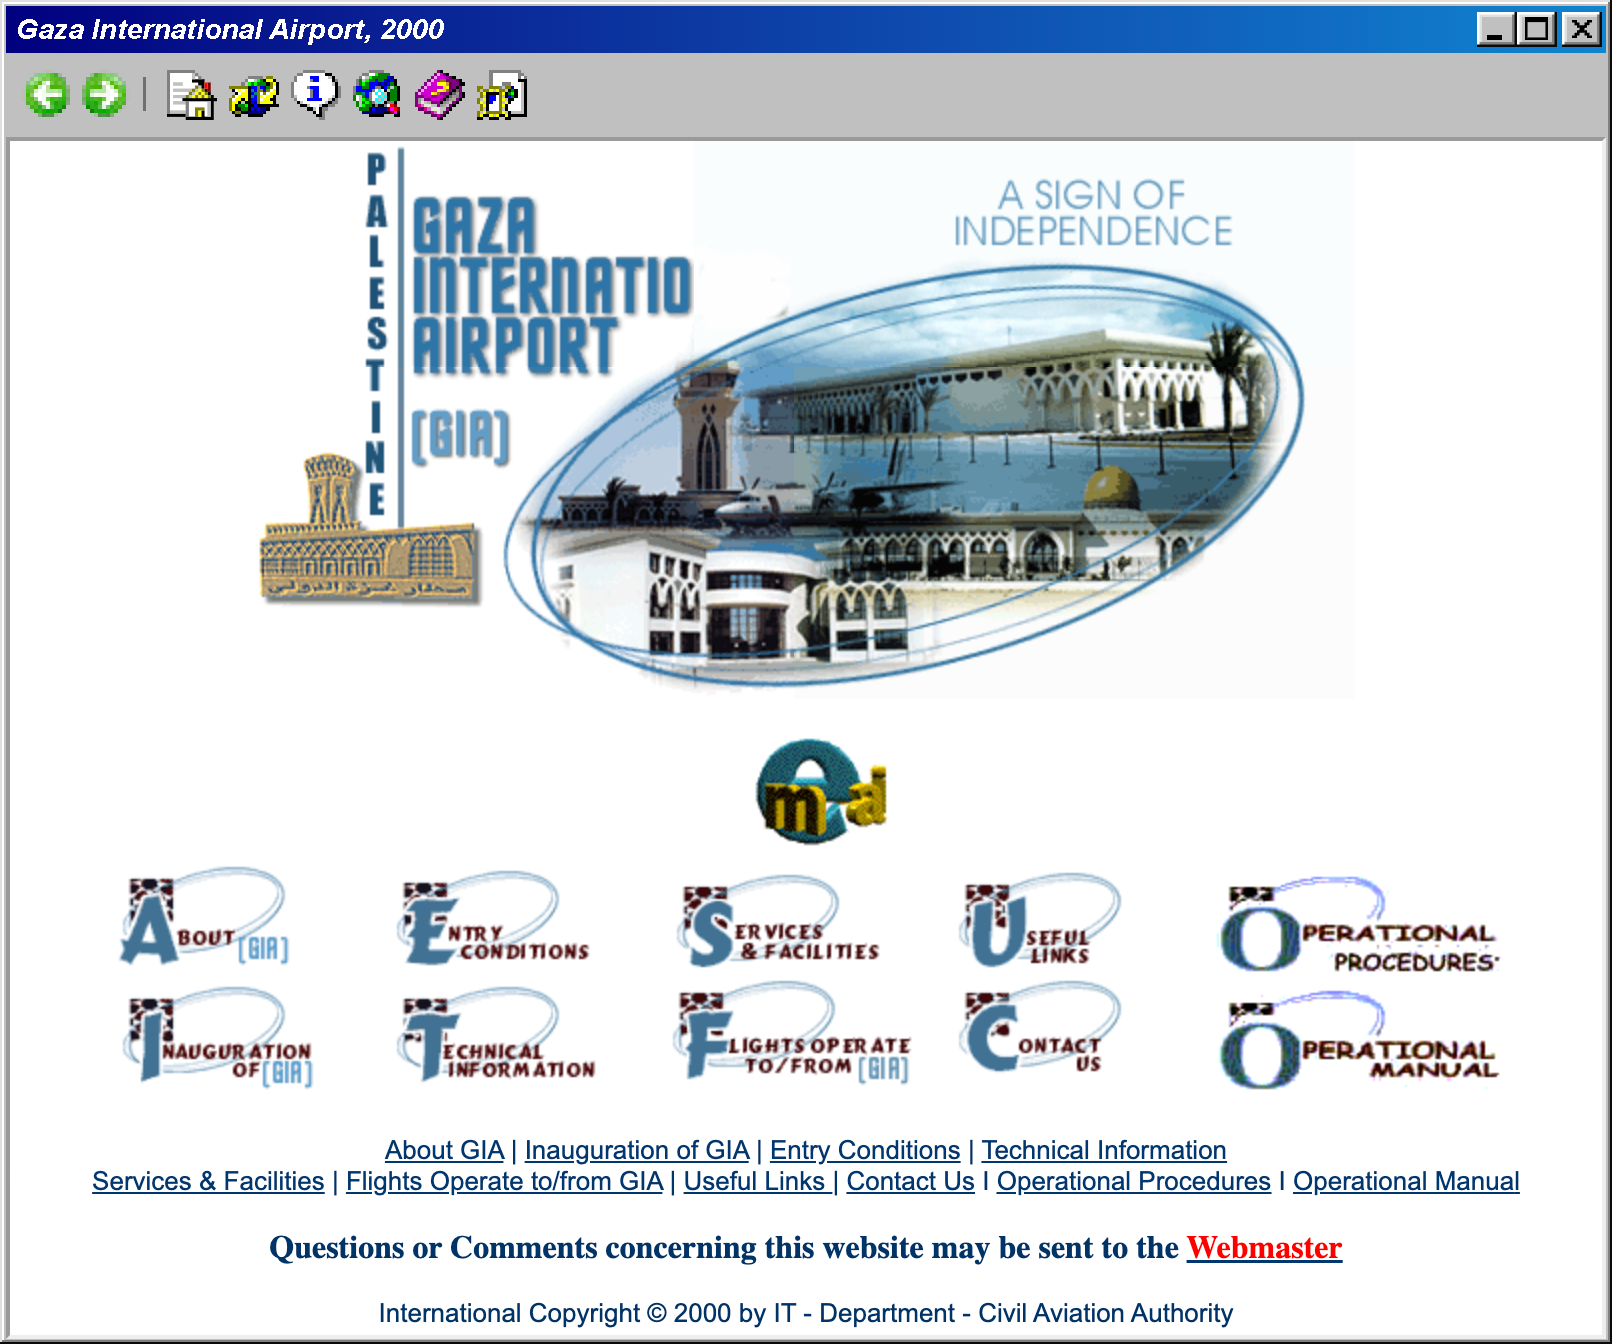 Gaza International Airport, 2000
PALESTINE
GAZA
INTERNATIO
AIRPORT
(GIA)
A SIGN OF
INDEPENDENCE
مطار غزة الدولي
ABOUT (GIA)
ENTRY
CONDITIONS
SERVICES
& FACILITIES
USEFUL
LINKS
OPERATIONAL
PROCEDURES
INAUGURATION
OF (GIA)
TECHNICAL
INFORMATION
FLIGHTS OPERATE
TO/FROM (GIA)
CONTACT
US
OPERATIONAL
MANUAL
About GIA | Inauguration of GIA | Entry Conditions | Technical Information
Services & Facilities | Flights Operate to/from GIA | Useful Links | Contact Us I Operational Procedures I Operational Manual
Questions or Comments concerning this website may be sent to the Webmaster
International Copyright © 2000 by IT - Department - Civil Aviation Authority